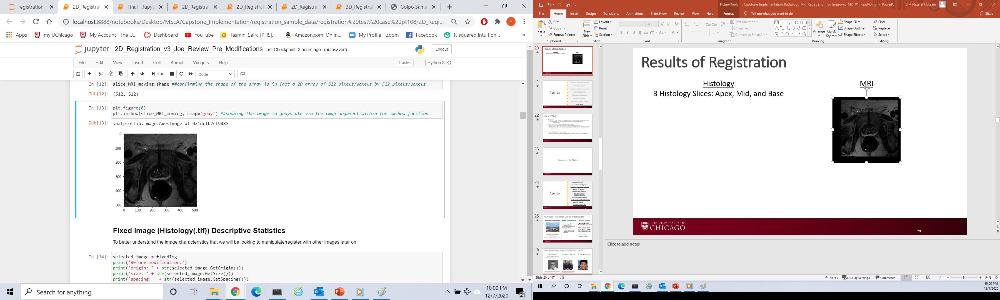 registration_
2D_Registrat
Final - Jupyt
2D_Registrat
2D_Registrat
2D_Registrat
3D_Registrat
Golpo Sama
localhost:8888/notebooks/Desktop/MScA/Capstone_Implementation/registration_sample_data/registration%20test%20case%20pt108/2D_Regi...
S
Apps
my.UChicago
My Account | The U...
Dashboard
YouTube
Tasmin, Saira [PHS]...
Amazon.com: Onlin...
My Profile - Zoom
Facebook
R-squared intuition...
»
jupyter 2D_Registration_v3_Joe_Review_Pre_Modifications Last Checkpoint: 3 hours ago (autosaved)
Logout
File Edit View Insert Cell Kernel Widgets Help
Trusted
Python 3
Run
Code
In [12]: slice_MRI_moving.shape ##confirming the shape of the array is in fact a 2D array of 512 pixels/voxels by 512 pixels/voxels
Out[12]: (512, 512)
In [13]: plt.figure(0)
plt.imshow(slice_MRI_moving, cmap='gray') ##showing the image in grayscale via the cmap argument within the imshow function
Out[13]: <matplotlib.image.AxesImage at 0x1dcfb2cf948>
0
100
200
300
400
500
0 100 200 300 400 500
Fixed Image (Histology(.tif)) Descriptive Statistics
To better understand the image characteristics that we will be looking to manipulate/register with other images later on
In [14]: selected_image = fixedImg
print('Before modification:')
print('origin: ' + str(selected_image.GetOrigin()))
print('size: ' + str(selected_image.GetSize()))
print('spacing: ' + str(selected_image.GetSpacing()))
Search for anything
10:00 PM
12/7/2020
21
Picture Tools
Capstone_Implementation_Pathology_MRI_Registration_for_Improved_MRI_V1 [Read-Only] - PowerP...
S M Nazarat Hossain
File Home Insert Design Transitions Animations Slide Show Review View Help Format Tell me what you want to do
Share
Paste
Cut
Copy
Format Painter
Clipboard
New
Slide
Layout
Reset
Section
Slides
24
B I U S abc AV Aa A
Font
Text Direction
Align Text
Convert to SmartArt
Paragraph
Arrange
Quick
Styles
Shape Fill
Shape Outline
Shape Effects
Drawing
Find
Replace
Select
Editing
20
Results of Registration
21
Agenda
22
Future Work
23
Supplemental Slides
24
Agenda
25
UChicago: Radiology Group Introduction
26
UChicago: Radiology Group – Primary Client Contacts
Results of Registration
Histology
3 Histology Slices: Apex, Mid, and Base
MRI
THE UNIVERSITY OF
CHICAGO
20
Click to add notes
Slide 20 of 47
Notes
Display Settings
Comments
94%
10:00 PM
12/7/2020